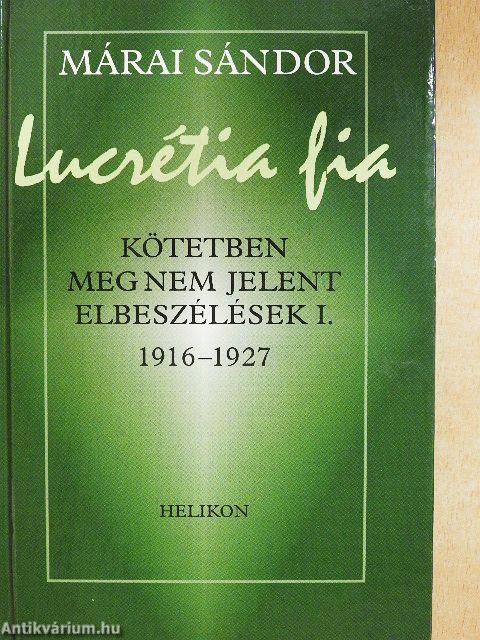 MÁRAI SÁNDOR
Lucrétia fia
KÖTETBEN
MEG NEM JELENT
ELBESZÉLÉSEK I.
1916–1927
HELIKON
Antikvárium.hu